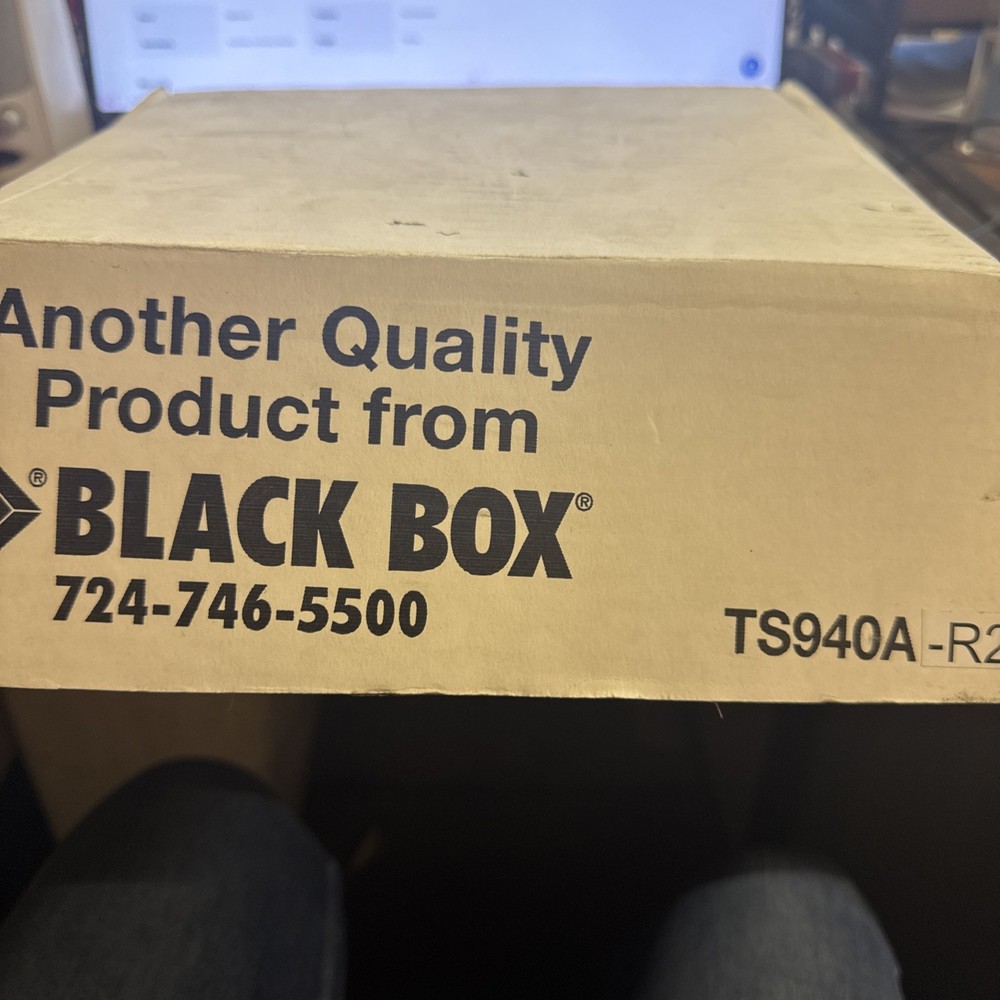 Another Quality
Product from
® BLACK BOX®
724-746-5500
TS940A -R2